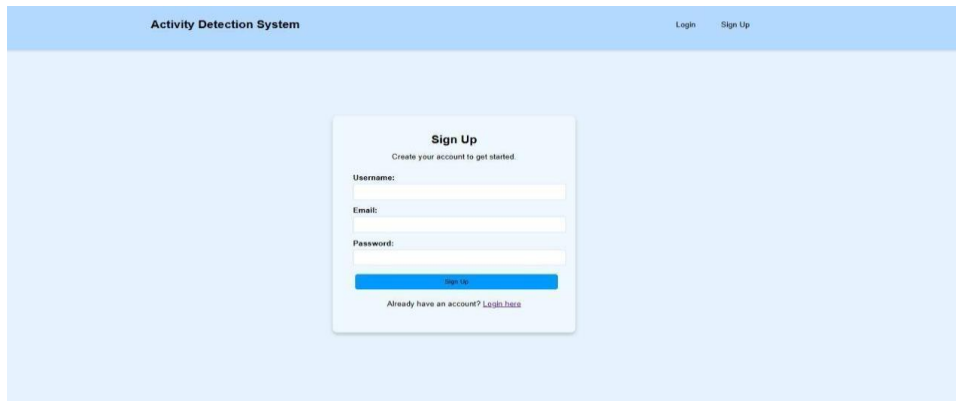 Activity Detection System
Login Sign Up
Sign Up
Create your account to get started.
Username:
Email:
Password:
Sign Up
Already have an account? Login here